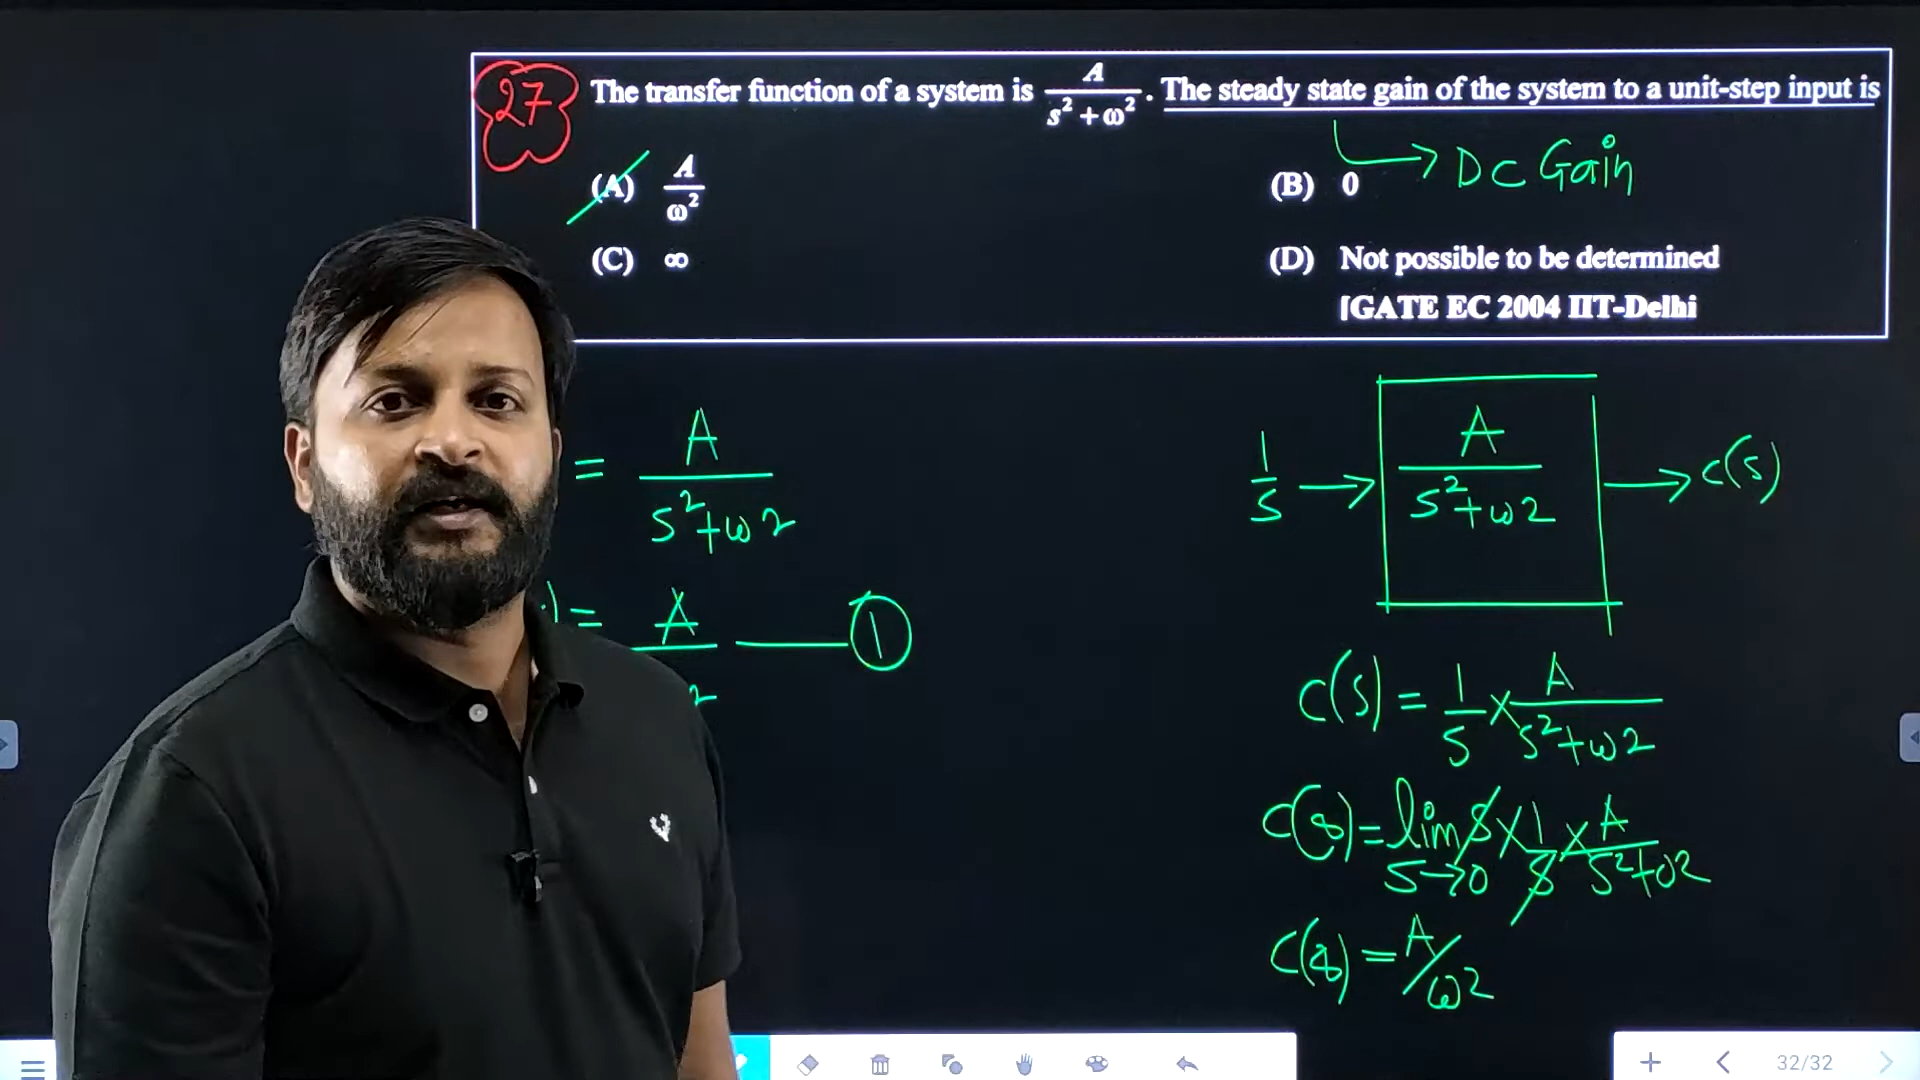 27 The transfer function of a system is A / s² + ω² . The steady state gain of the system to a unit-step input is
→ DC Gain
(A) A / ω²
(B) 0
(C) ∞
(D) Not possible to be determined
[GATE EC 2004 IIT-Delhi
= A / s² + ω2
) = A / 2 —— 1
1/s → A / s² + ω2 → C(s)
C(s) = 1/s × A / s² + ω2
C(∞) = lim s→0 s × 1/s × A / s² + ω2
C(∞) = A/ω2
32/32